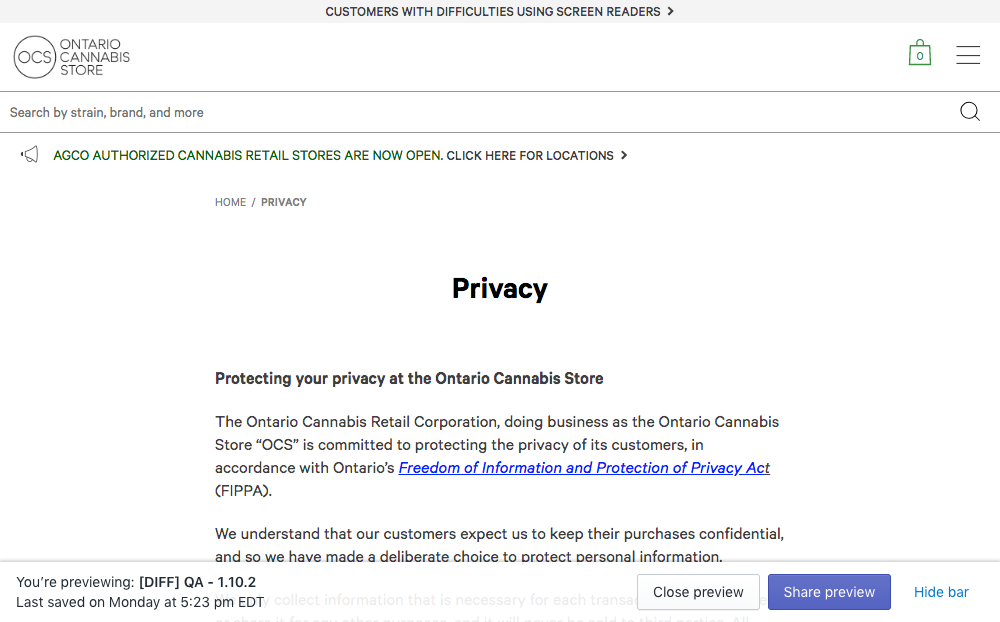 CUSTOMERS WITH DIFFICULTIES USING SCREEN READERS
OCS ONTARIO CANNABIS STORE
0
Search by strain, brand, and more
AGCO AUTHORIZED CANNABIS RETAIL STORES ARE NOW OPEN. CLICK HERE FOR LOCATIONS
HOME / PRIVACY
Privacy
Protecting your privacy at the Ontario Cannabis Store
The Ontario Cannabis Retail Corporation, doing business as the Ontario Cannabis
Store “OCS” is committed to protecting the privacy of its customers, in
accordance with Ontario’s Freedom of Information and Protection of Privacy Act
(FIPPA).
We understand that our customers expect us to keep their purchases confidential,
and so we have made a deliberate choice to protect personal information.
collect information that is necessary for each
You’re previewing: [DIFF] QA - 1.10.2
Last saved on Monday at 5:23 pm EDT
Close preview
Share preview
Hide bar